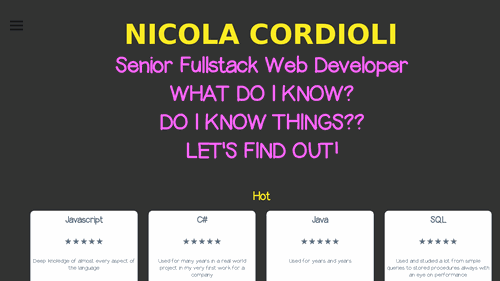 NICOLA CORDIOLI
Senior Fullstack Web Developer
WHAT DO I KNOW?
DO I KNOW THINGS??
LET'S FIND OUT!
Hot
Javascript
★★★★★
Deep knoledge of almost every aspect of
the language
C#
★★★★★
Used for many years in a real world
project in my very first work for a
company
Java
★★★★★
Used for years and years
SQL
★★★★★
Used and studied a lot from simple
queries to stored procedures always with
an eye on performance